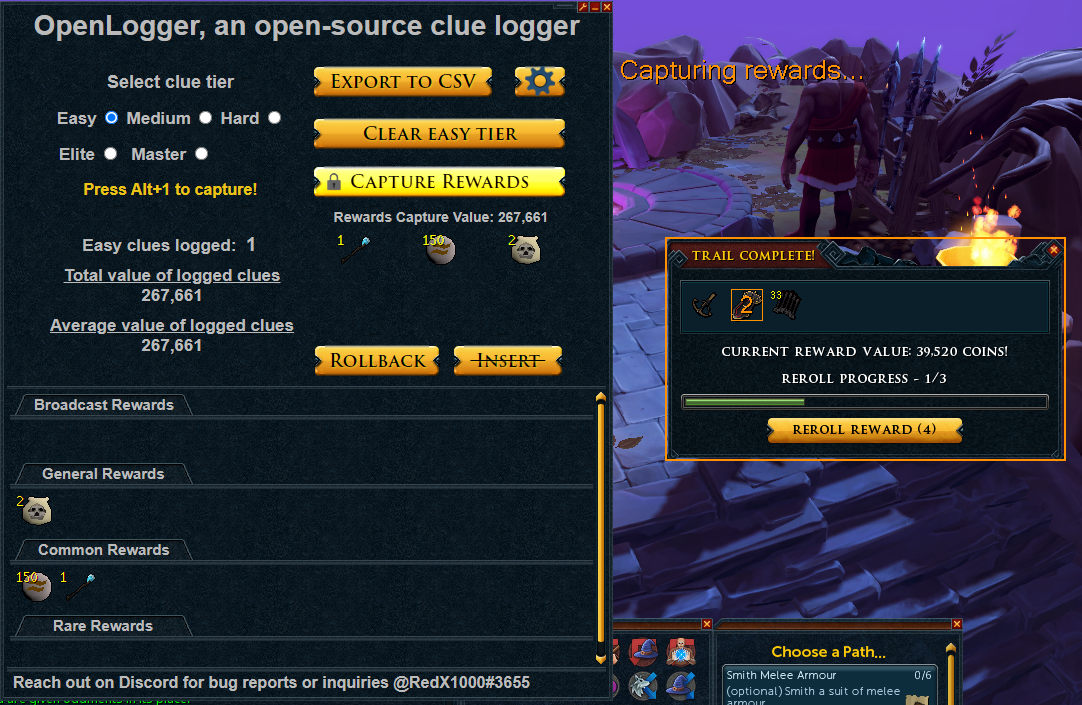 OpenLogger, an open-source clue logger
Select clue tier
Easy Medium Hard
Elite Master
Press Alt+1 to capture!
Easy clues logged: 1
Total value of logged clues
267,661
Average value of logged clues
267,661
EXPORT TO CSV
CLEAR EASY TIER
CAPTURE REWARDS
Rewards Capture Value: 267,661
1 150 2
ROLLBACK INSERT
Broadcast Rewards
General Rewards
2
Common Rewards
150 1
Rare Rewards
Reach out on Discord for bug reports or inquiries @RedX1000#3655
Capturing rewards...
TRAIL COMPLETE!
2 33
CURRENT REWARD VALUE: 39,520 COINS!
REROLL PROGRESS - 1/3
REROLL REWARD (4)
Choose a Path...
Smith Melee Armour 0/6
(optional) Smith a suit of melee
armour